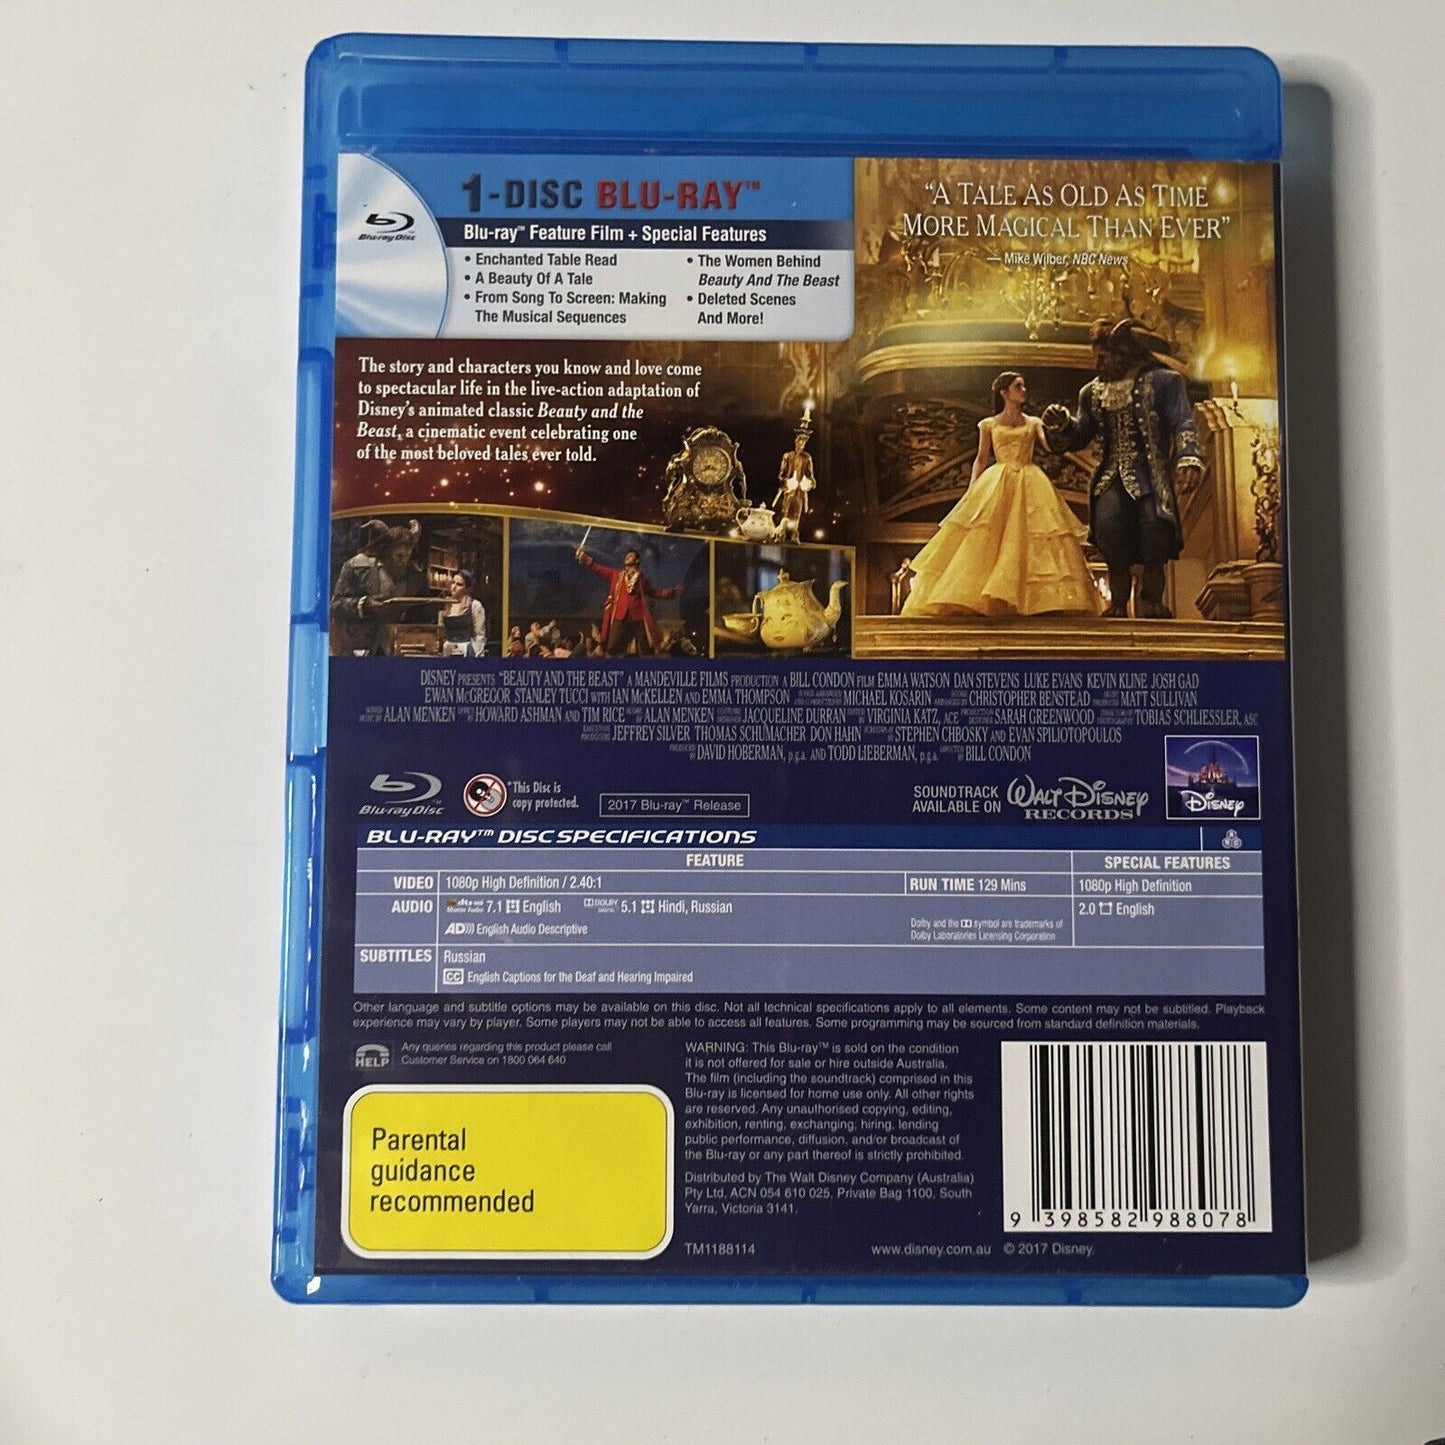 1-DISC BLU-RAY™
Blu-ray Disc
Blu-ray™ Feature Film + Special Features
• Enchanted Table Read
• A Beauty Of A Tale
• From Song To Screen: Making
The Musical Sequences
• The Women Behind
Beauty And The Beast
• Deleted Scenes
And More!
"A TALE AS OLD AS TIME
MORE MAGICAL THAN EVER"
— Mike Wilber, NBC News
The story and characters you know and love come
to spectacular life in the live-action adaptation of
Disney's animated classic Beauty and the
Beast, a cinematic event celebrating one
of the most beloved tales ever told.
DISNEY PRESENTS "BEAUTY AND THE BEAST" A MANDEVILLE FILMS PRODUCTION A BILL CONDON FILM EMMA WATSON DAN STEVENS LUKE EVANS KEVIN KLINE JOSH GAD
EWAN McGREGOR STANLEY TUCCI WITH IAN McKELLEN AND EMMA THOMPSON MICHAEL KOSARIN CHRISTOPHER BENSTEAD MATT SULLIVAN
ALAN MENKEN HOWARD ASHMAN AND TIM RICE ALAN MENKEN JACQUELINE DURRAN VIRGINIA KATZ, ACE SARAH GREENWOOD TOBIAS SCHLIESSLER, ASC
JEFFREY SILVER THOMAS SCHUMACHER DON HAHN STEPHEN CHBOSKY AND EVAN SPILIOTOPOULOS
DAVID HOBERMAN, p.g.a. AND TODD LIEBERMAN, p.g.a. BILL CONDON
Blu-ray Disc
*This Disc is
copy protected.
2017 Blu-ray™ Release
SOUNDTRACK
AVAILABLE ON
WALT DISNEY
RECORDS
DISNEY
BLU-RAY™ DISC SPECIFICATIONS
FEATURE
SPECIAL FEATURES
VIDEO 1080p High Definition / 2.40:1
RUN TIME 129 Mins
1080p High Definition
AUDIO dts-HD Master Audio 7.1 English DOLBY DIGITAL 5.1 Hindi, Russian
2.0 English
AD))) English Audio Descriptive
Dolby and the symbol are trademarks of
Dolby Laboratories Licensing Corporation
SUBTITLES Russian
CC English Captions for the Deaf and Hearing Impaired
Other language and subtitle options may be available on this disc. Not all technical specifications apply to all elements. Some content may not be subtitled. Playback
experience may vary by player. Some players may not be able to access all features. Some programming may be sourced from standard definition materials.
HELP
Any queries regarding this product please call
Customer Service on 1800 064 640
Parental
guidance
recommended
WARNING: This Blu-ray™ is sold on the condition
it is not offered for sale or hire outside Australia.
The film (including the soundtrack) comprised in this
Blu-ray is licensed for home use only. All other rights
are reserved. Any unauthorised copying, editing,
exhibition, renting, exchanging, hiring, lending
public performance, diffusion, and/or broadcast of
the Blu-ray or any part thereof is strictly prohibited.
Distributed by The Walt Disney Company (Australia)
Pty Ltd, ACN 054 610 025, Private Bag 1100, South
Yarra, Victoria 3141.
TM1188114
www.disney.com.au © 2017 Disney.
9 398582 988078